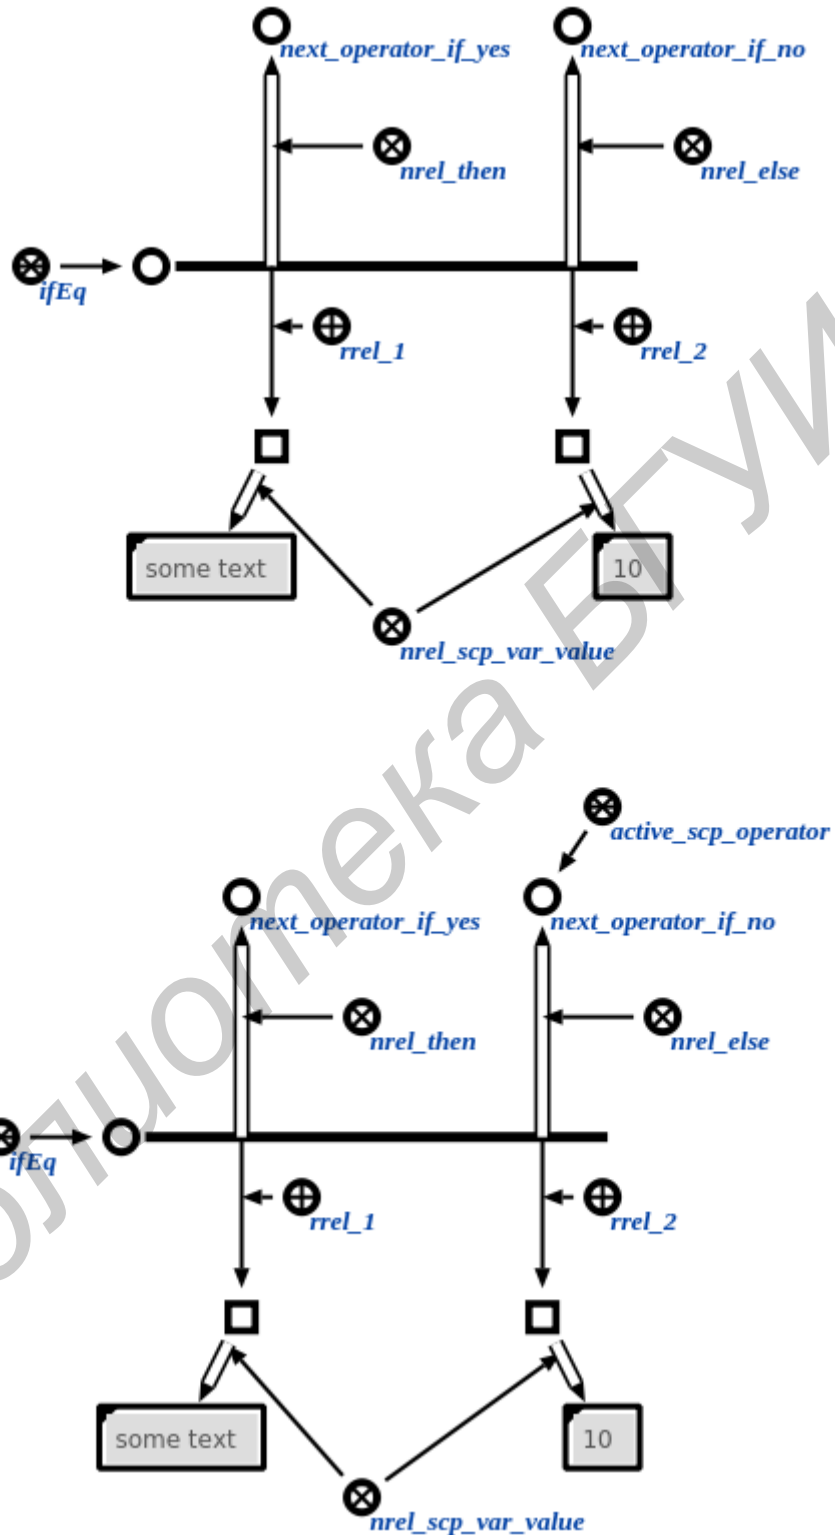 next_operator_if_yes
next_operator_if_no
nrel_then
nrel_else
ifEq
rrel_1
rrel_2
some text
10
nrel_scp_var_value
active_scp_operator
next_operator_if_yes
next_operator_if_no
nrel_then
nrel_else
ifEq
rrel_1
rrel_2
some text
10
nrel_scp_var_value